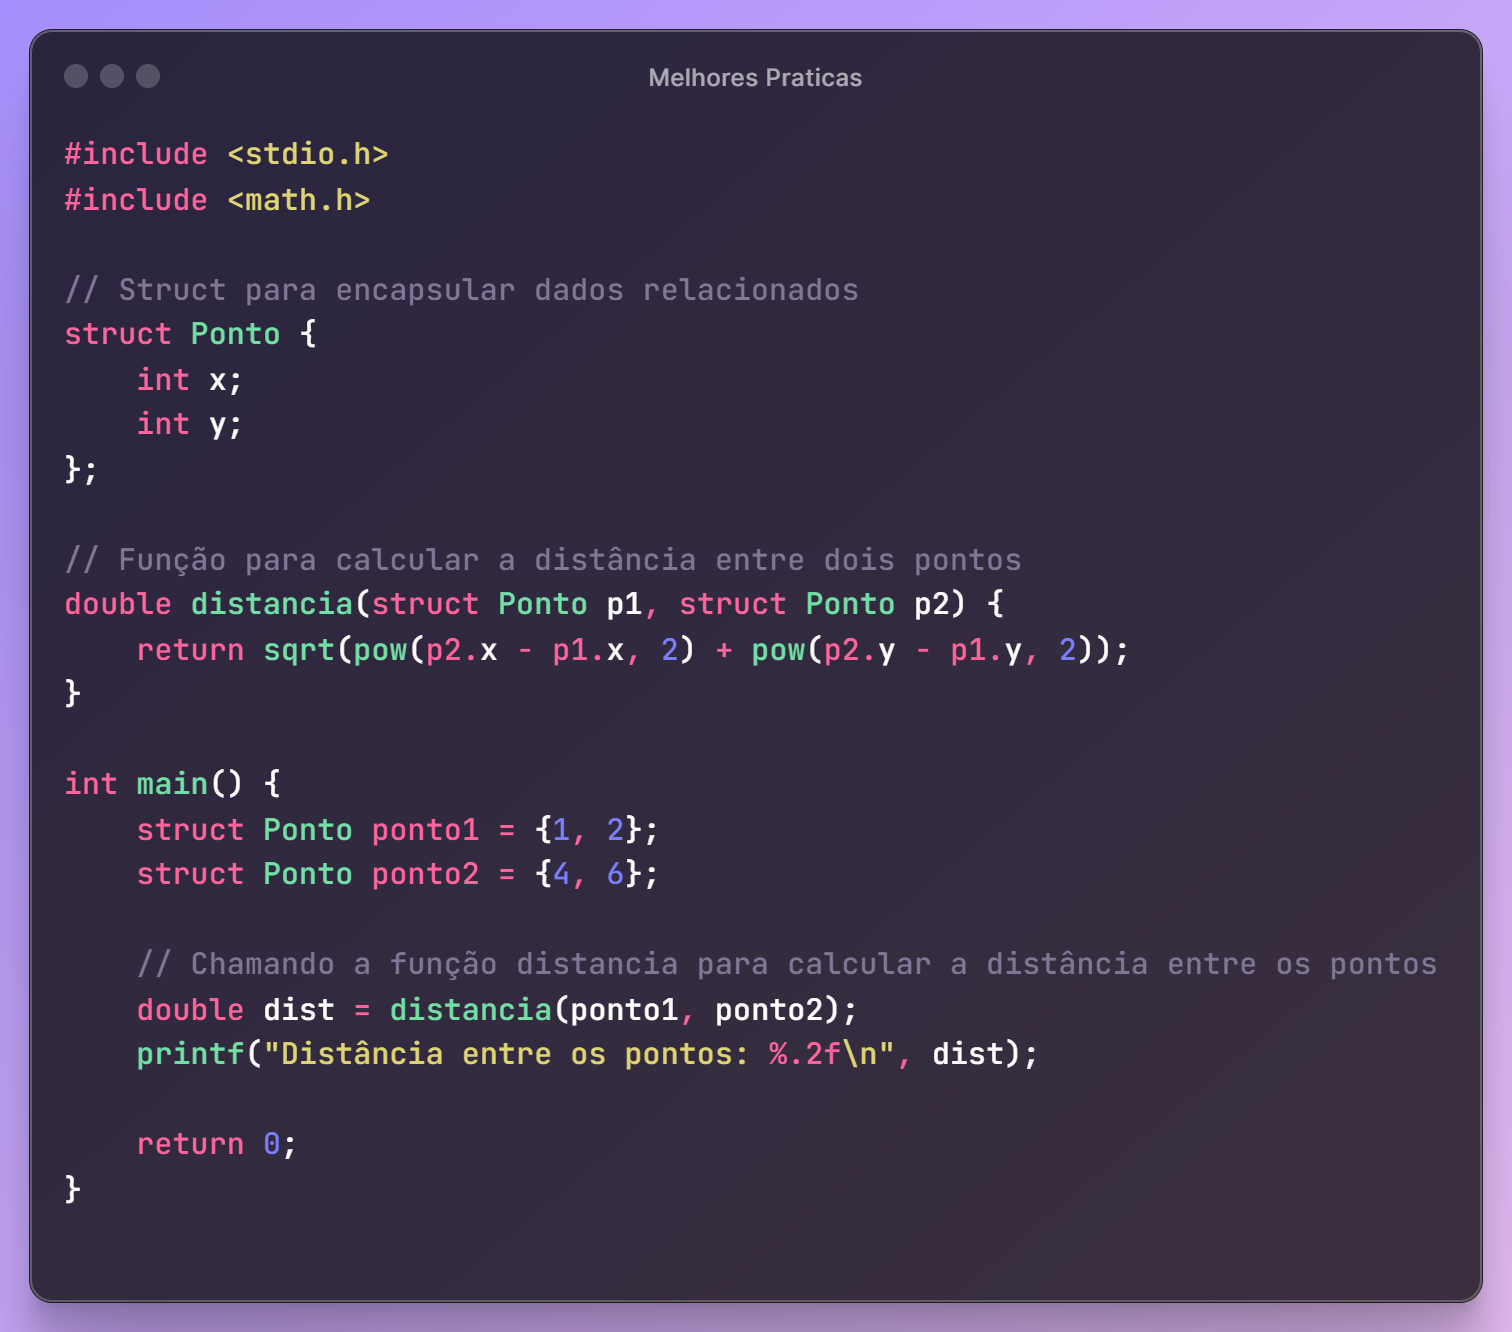 Melhores Praticas
#include <stdio.h>
#include <math.h>
// Struct para encapsular dados relacionados
struct Ponto {
    int x;
    int y;
};
// Função para calcular a distância entre dois pontos
double distancia(struct Ponto p1, struct Ponto p2) {
    return sqrt(pow(p2.x - p1.x, 2) + pow(p2.y - p1.y, 2));
}
int main() {
    struct Ponto ponto1 = {1, 2};
    struct Ponto ponto2 = {4, 6};
    // Chamando a função distancia para calcular a distância entre os pontos
    double dist = distancia(ponto1, ponto2);
    printf("Distância entre os pontos: %.2f\n", dist);
    return 0;
}